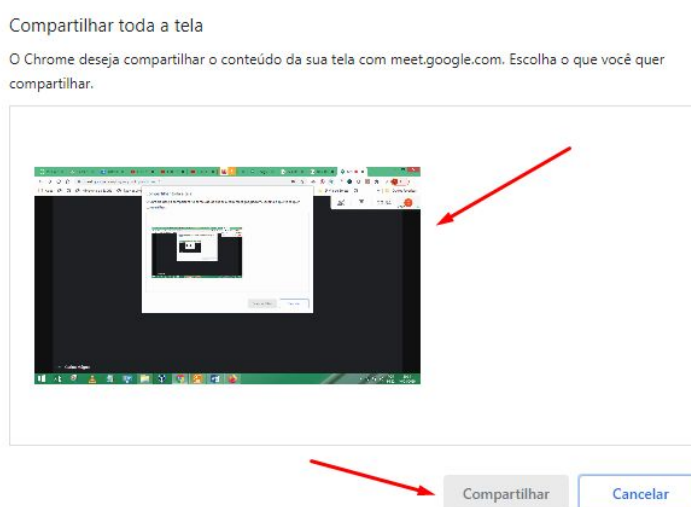 Compartilhar toda a tela
O Chrome deseja compartilhar o conteúdo da sua tela com meet.google.com. Escolha o que você quer
compartilhar.
Compartilhar
Cancelar